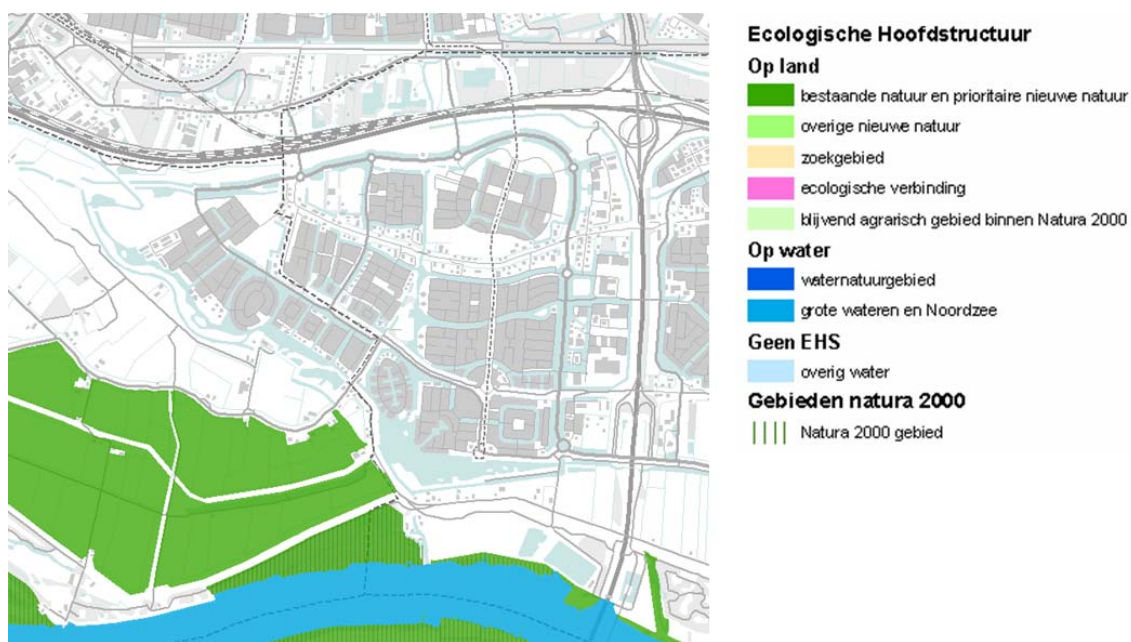 Ecologische Hoofdstructuur
Op land
bestaande natuur en prioritaire nieuwe natuur
overige nieuwe natuur
zoekgebied
ecologische verbinding
blijvend agrarisch gebied binnen Natura 2000
Op water
waternatuurgebied
grote wateren en Noordzee
Geen EHS
overig water
Gebieden natura 2000
Natura 2000 gebied